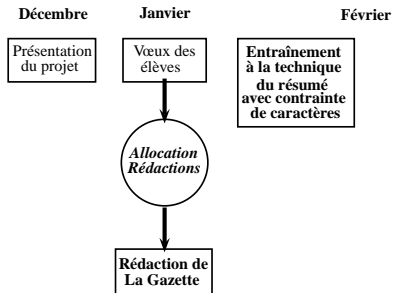 Décembre
Janvier
Février
Présentation
du projet
Vœux des
élèves
Entraînement
à la technique
du résumé
avec contrainte
de caractères
Allocation
Rédactions
Rédaction de
La Gazette